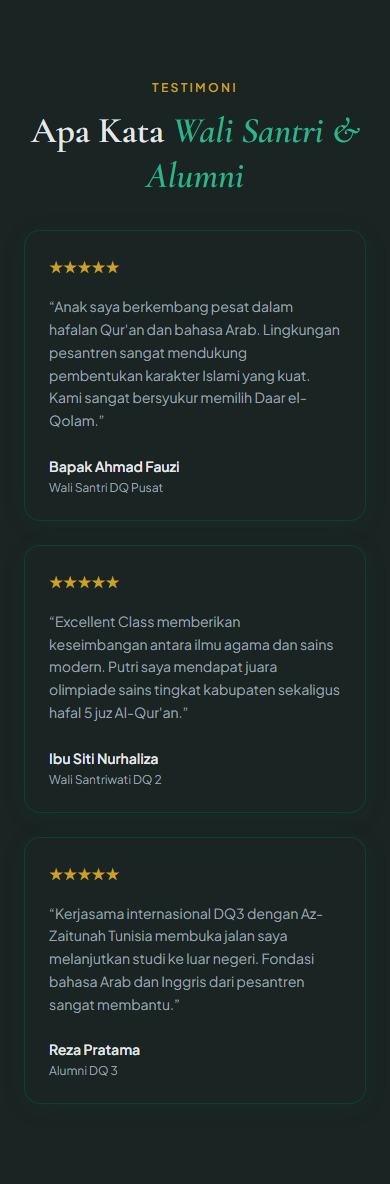 TESTIMONI
Apa Kata Wali Santri &
Alumni
★★★★★
“Anak saya berkembang pesat dalam
hafalan Qur'an dan bahasa Arab. Lingkungan
pesantren sangat mendukung
pembentukan karakter Islami yang kuat.
Kami sangat bersyukur memilih Daar el-
Qolam.”
Bapak Ahmad Fauzi
Wali Santri DQ Pusat
★★★★★
“Excellent Class memberikan
keseimbangan antara ilmu agama dan sains
modern. Putri saya mendapat juara
olimpiade sains tingkat kabupaten sekaligus
hafal 5 juz Al-Qur'an.”
Ibu Siti Nurhaliza
Wali Santriwati DQ 2
★★★★★
“Kerjasama internasional DQ3 dengan Az-
Zaitunah Tunisia membuka jalan saya
melanjutkan studi ke luar negeri. Fondasi
bahasa Arab dan Inggris dari pesantren
sangat membantu.”
Reza Pratama
Alumni DQ 3